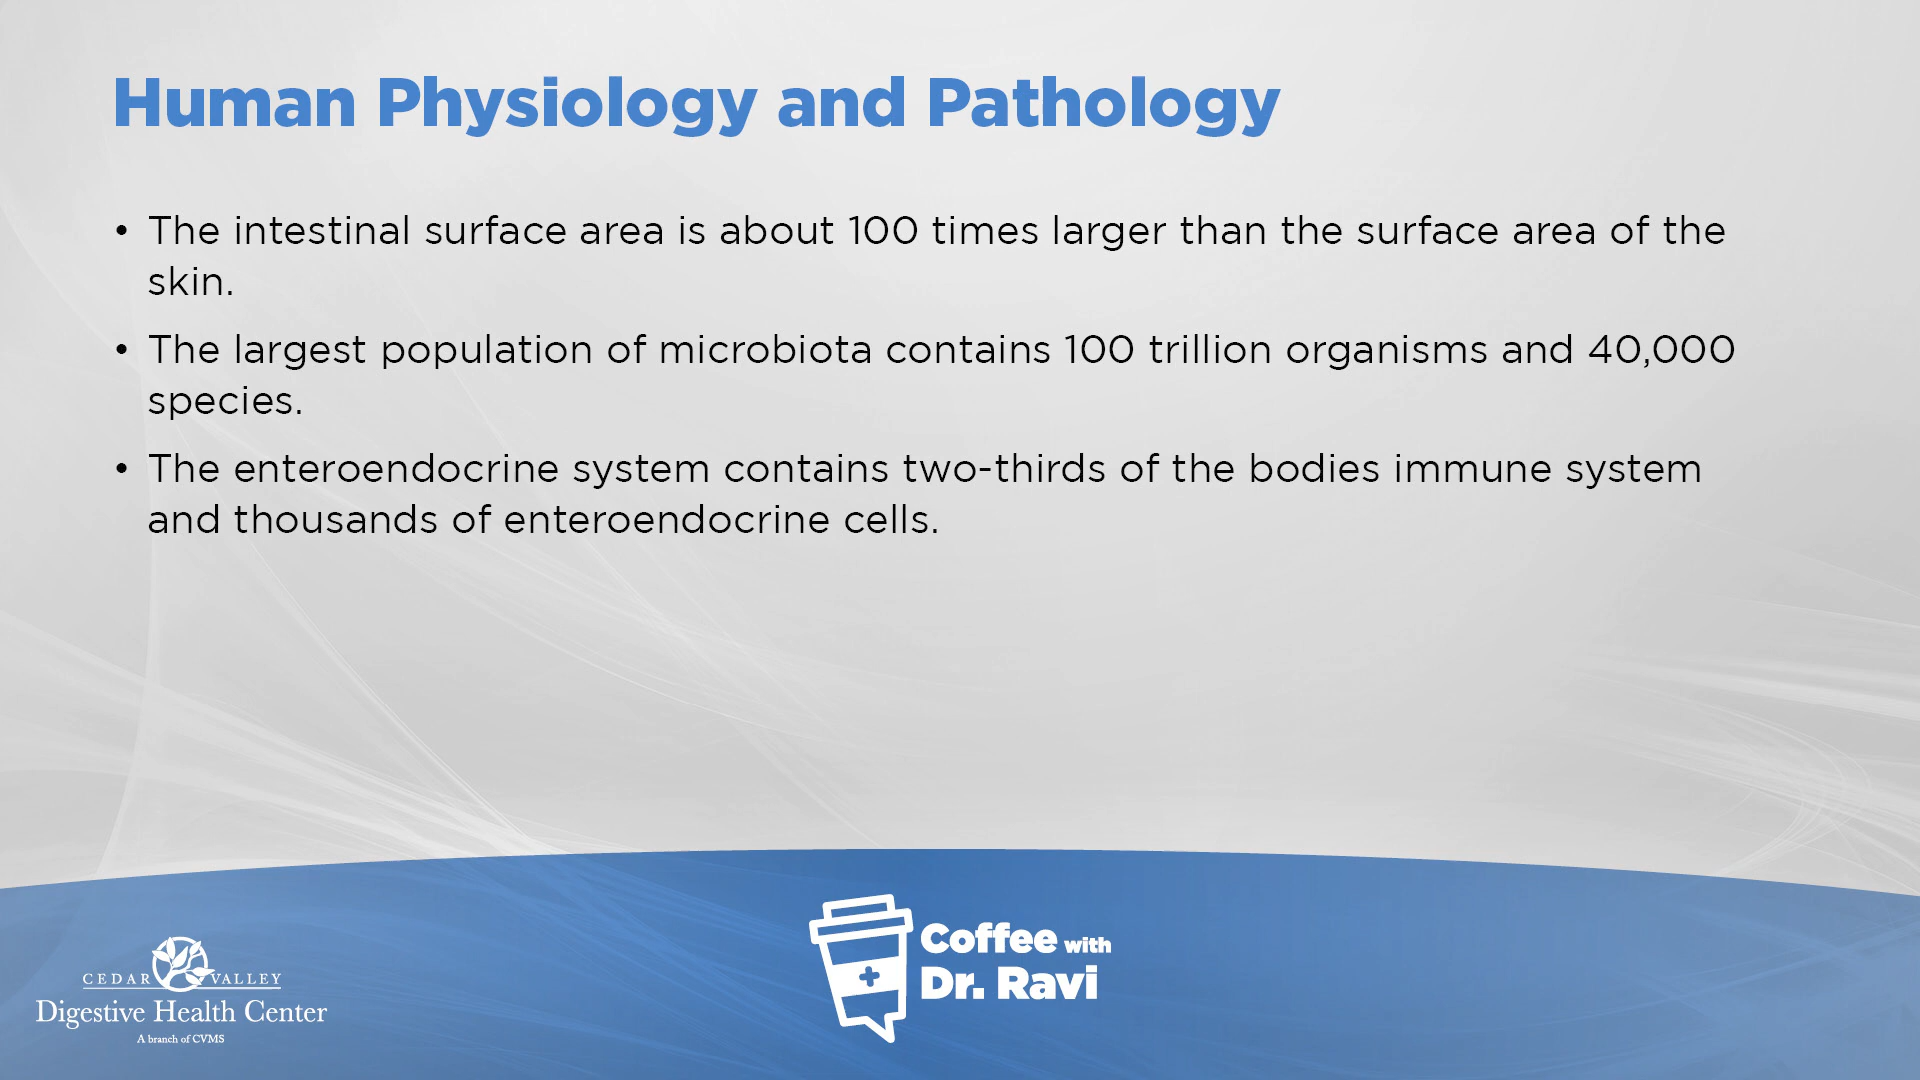 Human Physiology and Pathology
• The intestinal surface area is about 100 times larger than the surface area of the
skin.
• The largest population of microbiota contains 100 trillion organisms and 40,000
species.
• The enteroendocrine system contains two-thirds of the bodies immune system
and thousands of enteroendocrine cells.
CEDAR VALLEY
Digestive Health Center
A branch of CVMS
Coffee with
Dr. Ravi